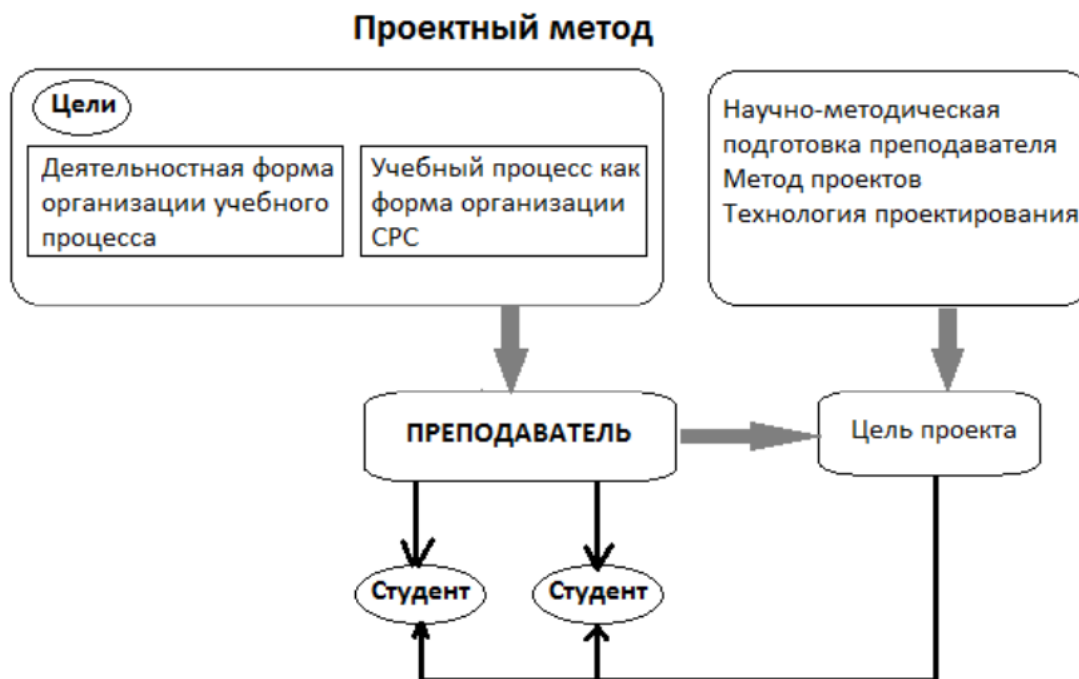 Проектный метод
Цели
Деятельностная форма
организации учебного
процесса
Учебный процесс как
форма организации
СРС
Научно-методическая
подготовка преподавателя
Метод проектов
Технология проектирования
ПРЕПОДАВАТЕЛЬ
Цель проекта
Студент
Студент